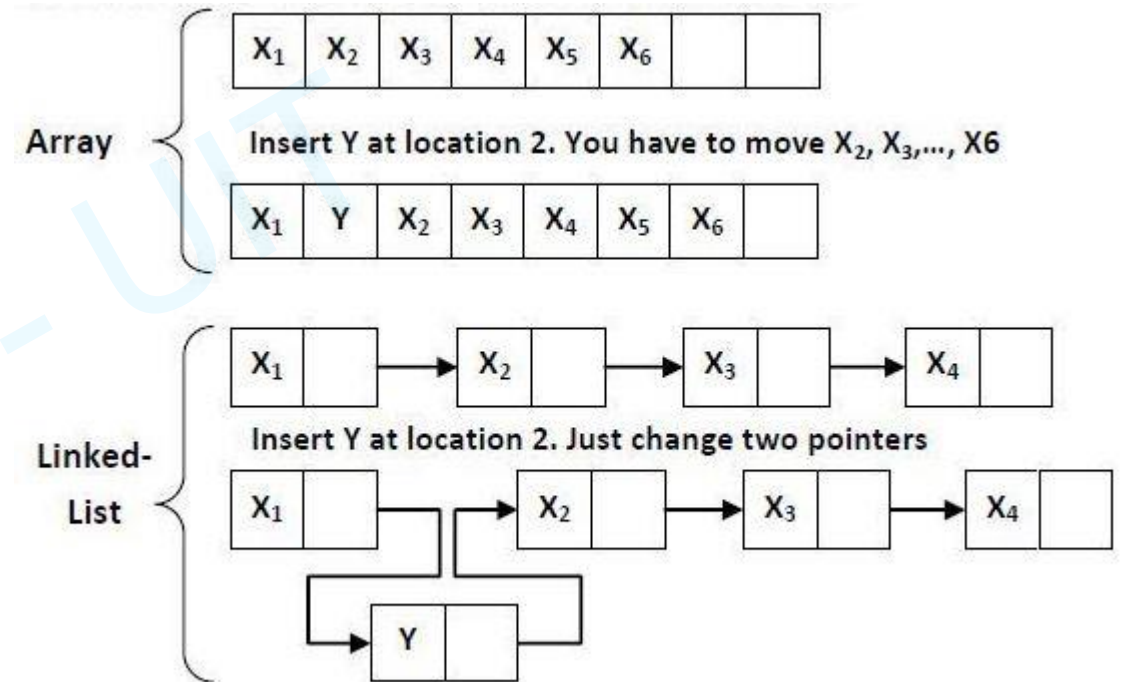 X₁ X₂ X₃ X₄ X₅ X₆
Array
Insert Y at location 2. You have to move X₂, X₃,..., X6
X₁ Y X₂ X₃ X₄ X₅ X₆
X₁ X₂ X₃ X₄
Linked-
List
Insert Y at location 2. Just change two pointers
X₁ X₂ X₃ X₄
Y
- UIT